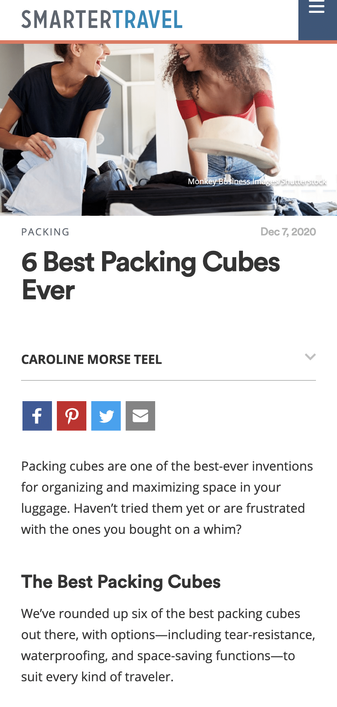 SMARTERTRAVEL
Monkey Business Images/Shutterstock
PACKING
Dec 7, 2020
6 Best Packing Cubes
Ever
CAROLINE MORSE TEEL
Packing cubes are one of the best-ever inventions
for organizing and maximizing space in your
luggage. Haven’t tried them yet or are frustrated
with the ones you bought on a whim?
The Best Packing Cubes
We’ve rounded up six of the best packing cubes
out there, with options—including tear-resistance,
waterproofing, and space-saving functions—to
suit every kind of traveler.